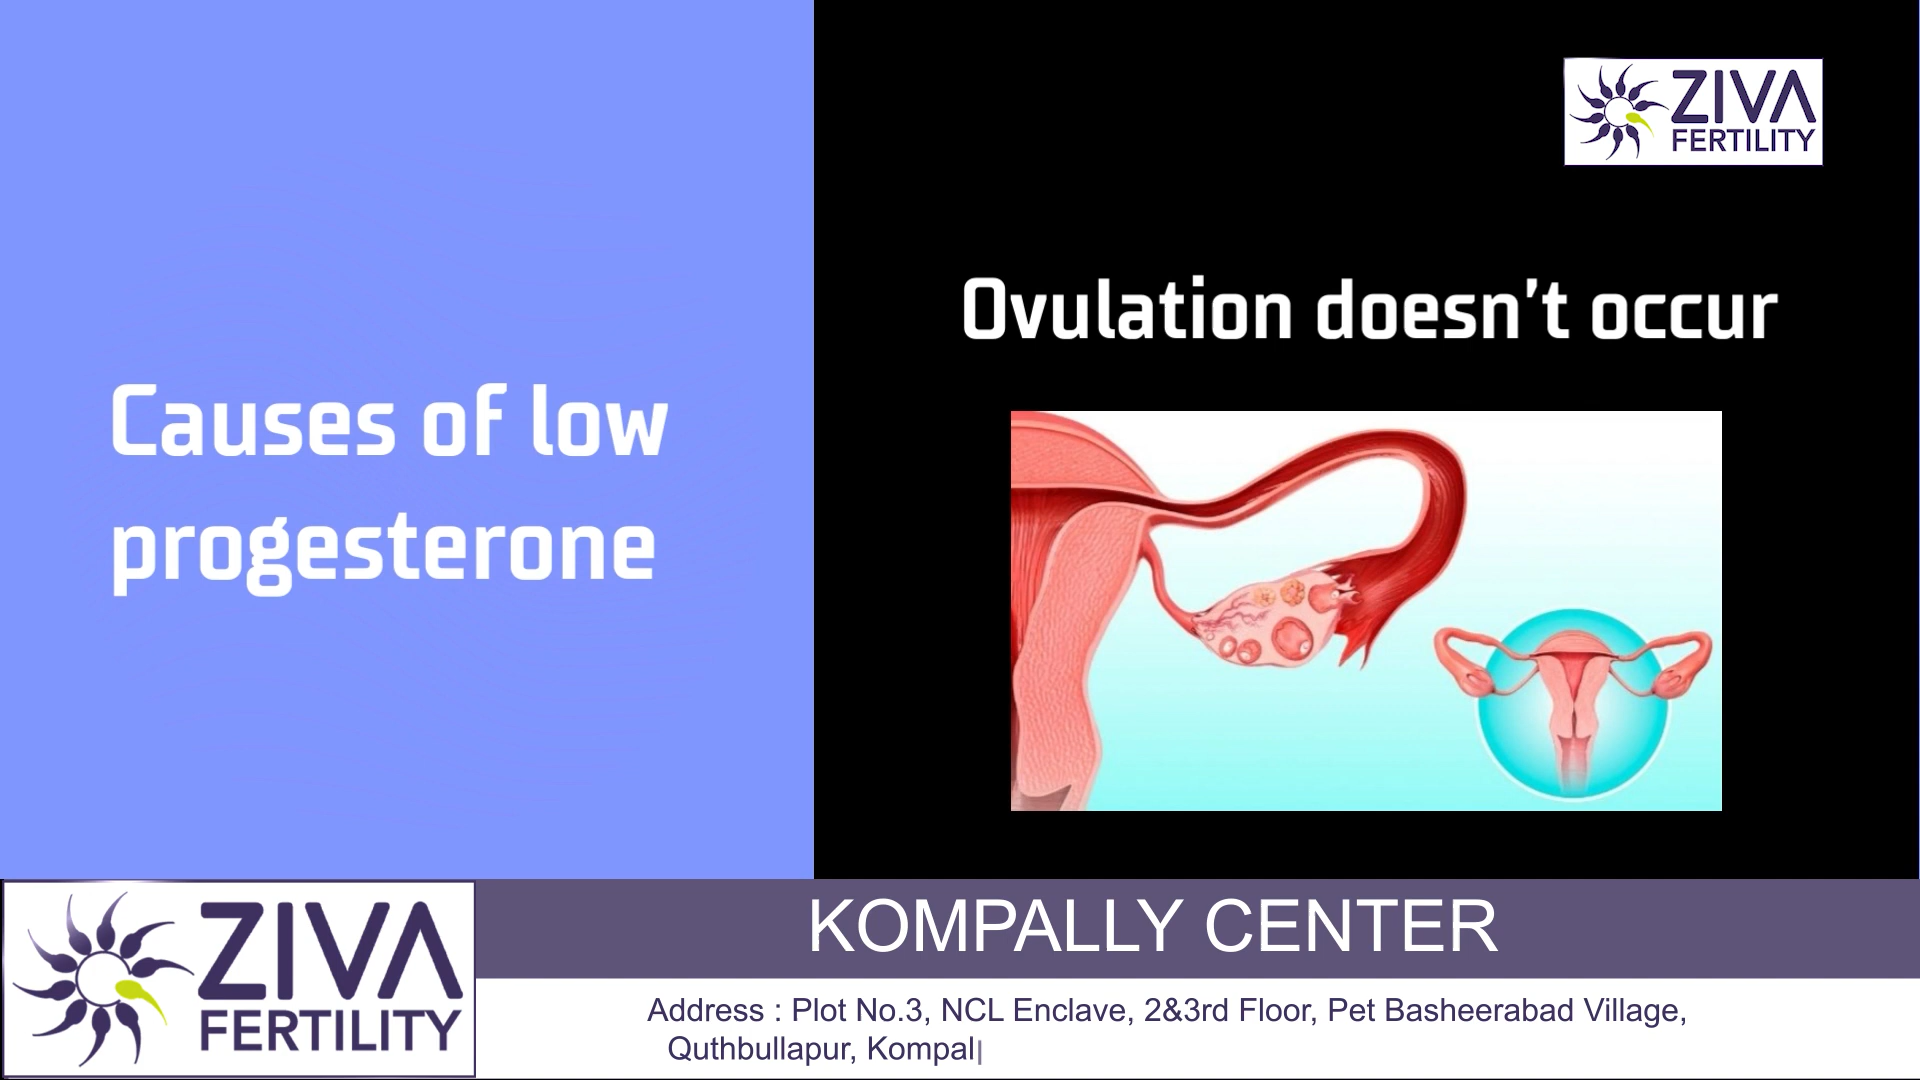 ZIVA
FERTILITY
Ovulation doesn't occur
Causes of low
progesterone
ZIVA
FERTILITY
KOMPALLY CENTER
Address : Plot No.3, NCL Enclave, 2&3rd Floor, Pet Basheerabad Village,
Quthbullapur, Kompal